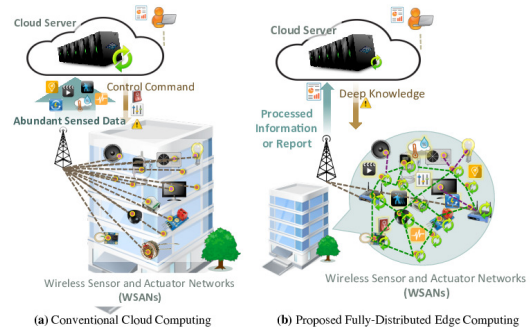 Cloud Server
Control Command
Abundant Sensed Data
Wireless Sensor and Actuator Networks
(WSANs)
(a) Conventional Cloud Computing
Cloud Server
Deep Knowledge
Processed
Information
or Report
Wireless Sensor and Actuator Networks
(WSANs)
(b) Proposed Fully-Distributed Edge Computing